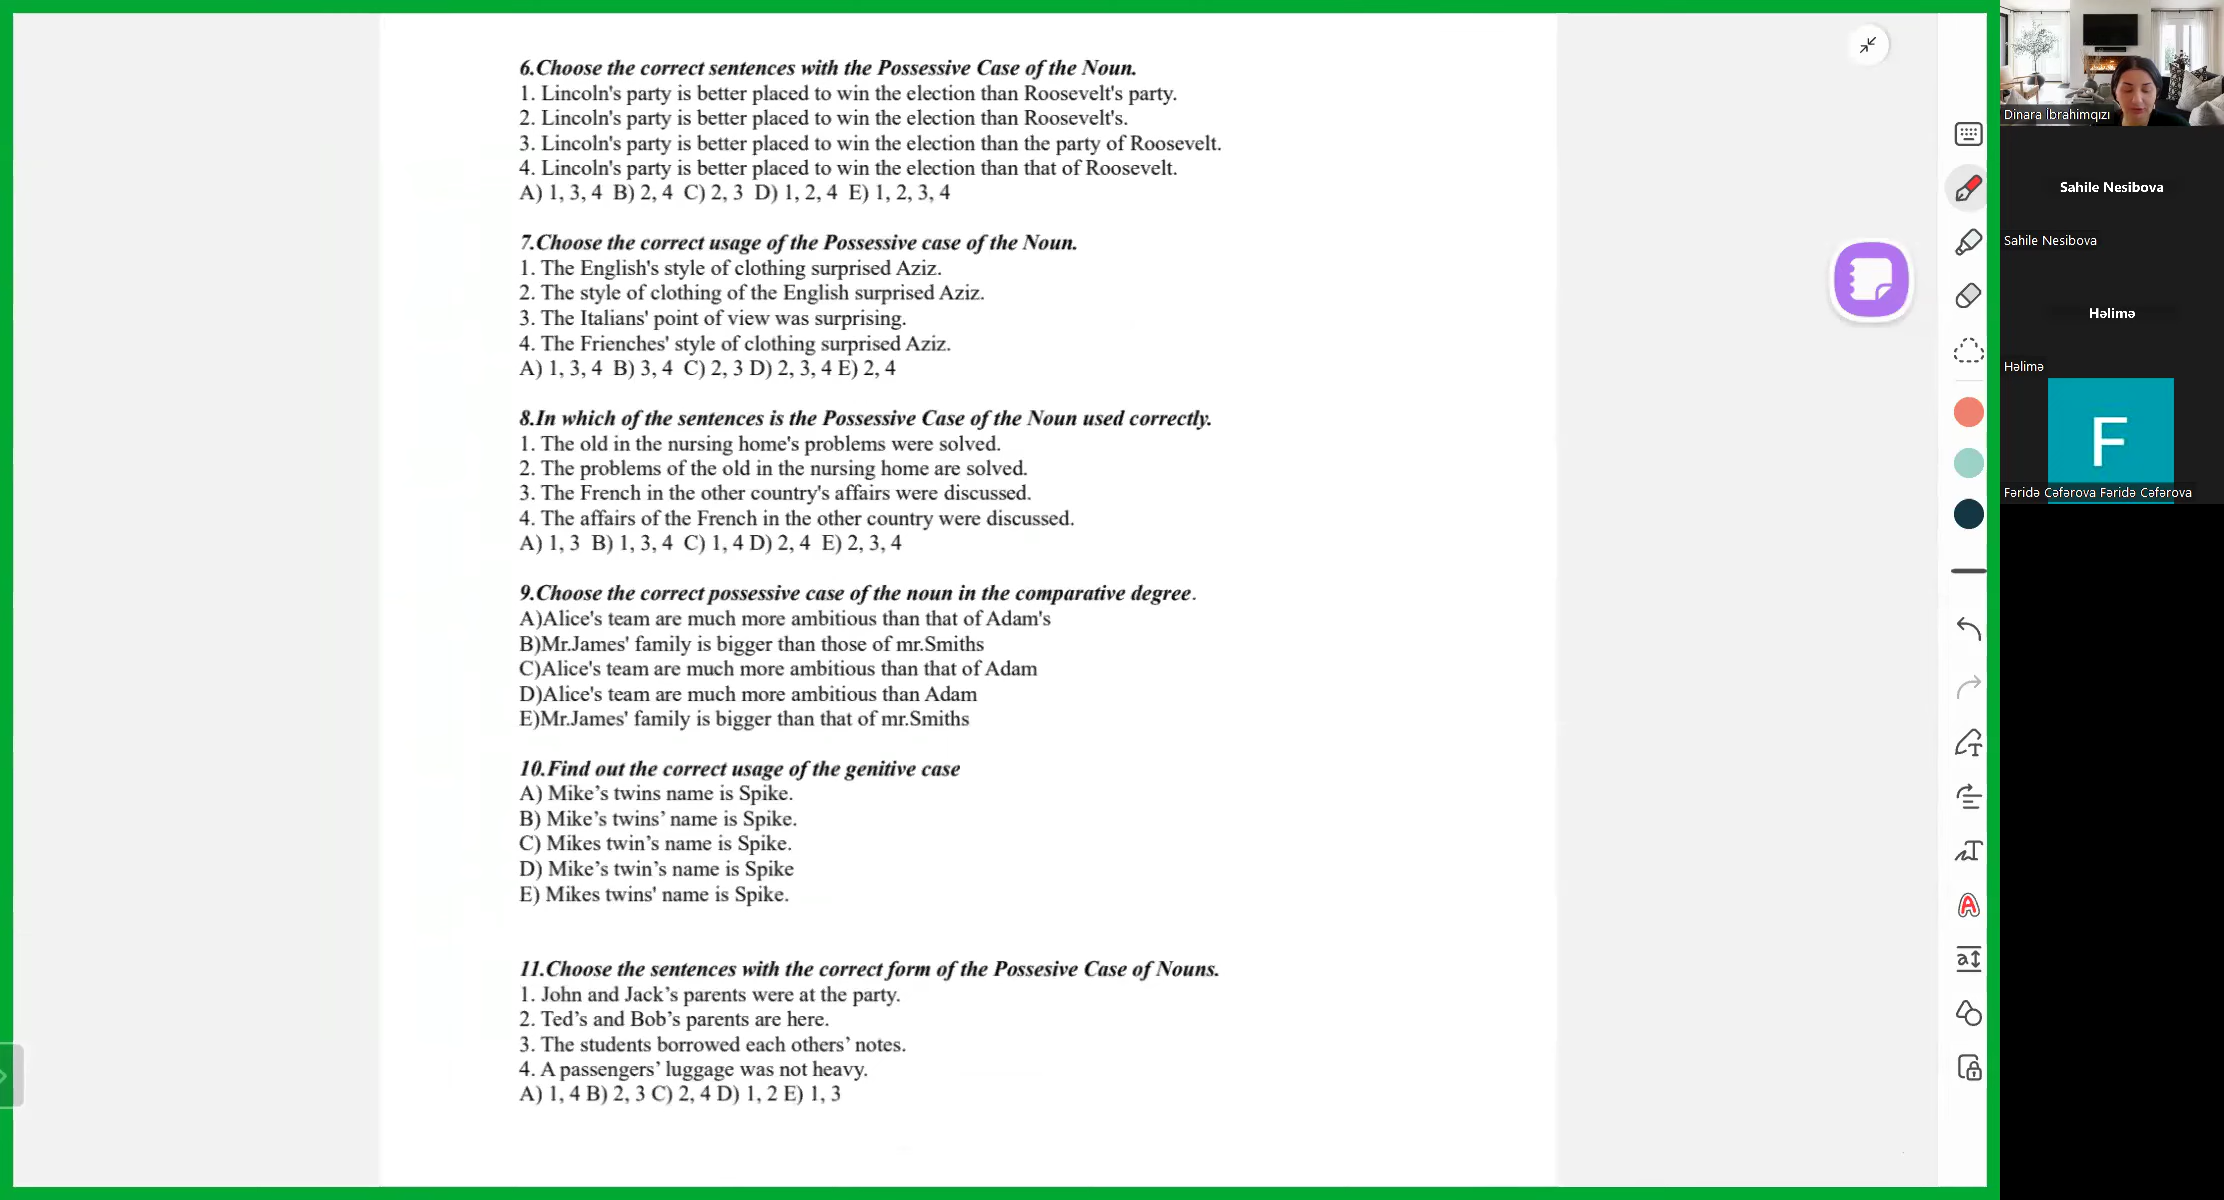 6.Choose the correct sentences with the Possessive Case of the Noun.
1. Lincoln's party is better placed to win the election than Roosevelt's party.
2. Lincoln's party is better placed to win the election than Roosevelt's.
3. Lincoln's party is better placed to win the election than the party of Roosevelt.
4. Lincoln's party is better placed to win the election than that of Roosevelt.
A) 1, 3, 4 B) 2, 4 C) 2, 3 D) 1, 2, 4 E) 1, 2, 3, 4
7.Choose the correct usage of the Possessive case of the Noun.
1. The English's style of clothing surprised Aziz.
2. The style of clothing of the English surprised Aziz.
3. The Italians' point of view was surprising.
4. The Frienches' style of clothing surprised Aziz.
A) 1, 3, 4 B) 3, 4 C) 2, 3 D) 2, 3, 4 E) 2, 4
8.In which of the sentences is the Possessive Case of the Noun used correctly.
1. The old in the nursing home's problems were solved.
2. The problems of the old in the nursing home are solved.
3. The French in the other country's affairs were discussed.
4. The affairs of the French in the other country were discussed.
A) 1, 3 B) 1, 3, 4 C) 1, 4 D) 2, 4 E) 2, 3, 4
9.Choose the correct possessive case of the noun in the comparative degree.
A)Alice's team are much more ambitious than that of Adam's
B)Mr.James' family is bigger than those of mr.Smiths
C)Alice's team are much more ambitious than that of Adam
D)Alice's team are much more ambitious than Adam
E)Mr.James' family is bigger than that of mr.Smiths
10.Find out the correct usage of the genitive case
A) Mike’s twins name is Spike.
B) Mike’s twins’ name is Spike.
C) Mikes twin’s name is Spike.
D) Mike’s twin’s name is Spike
E) Mikes twins' name is Spike.
11.Choose the sentences with the correct form of the Possesive Case of Nouns.
1. John and Jack’s parents were at the party.
2. Ted’s and Bob’s parents are here.
3. The students borrowed each others’ notes.
4. A passengers’ luggage was not heavy.
A) 1, 4 B) 2, 3 C) 2, 4 D) 1, 2 E) 1, 3
Dinara İbrahimqızı
Sahile Nesibova
Sahile Nesibova
Həlimə
Həlimə
F
Fəridə Cəfərova Fəridə Cəfərova